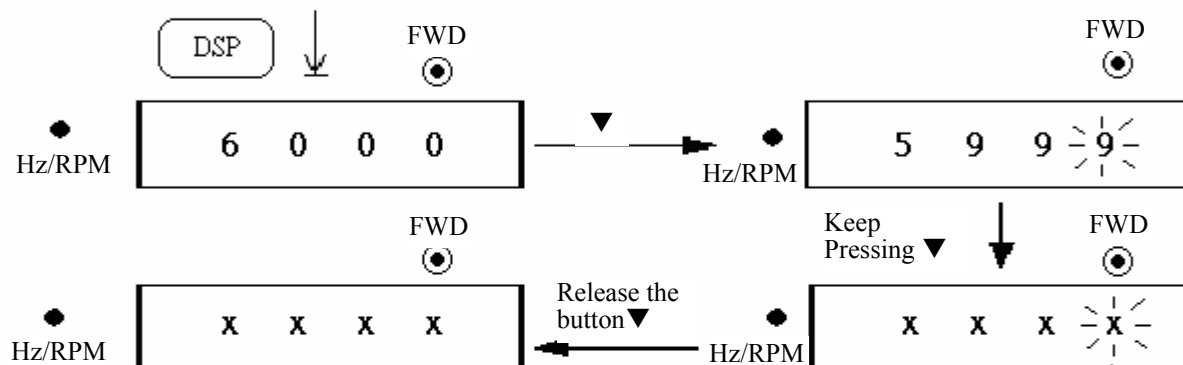 DSP
FWD
FWD
6 0 0 0
▼
5 9 9 9
Hz/RPM
Hz/RPM
Keep
Pressing ▼
FWD
FWD
x x x x
Release the
button▼
x x x x
Hz/RPM
Hz/RPM